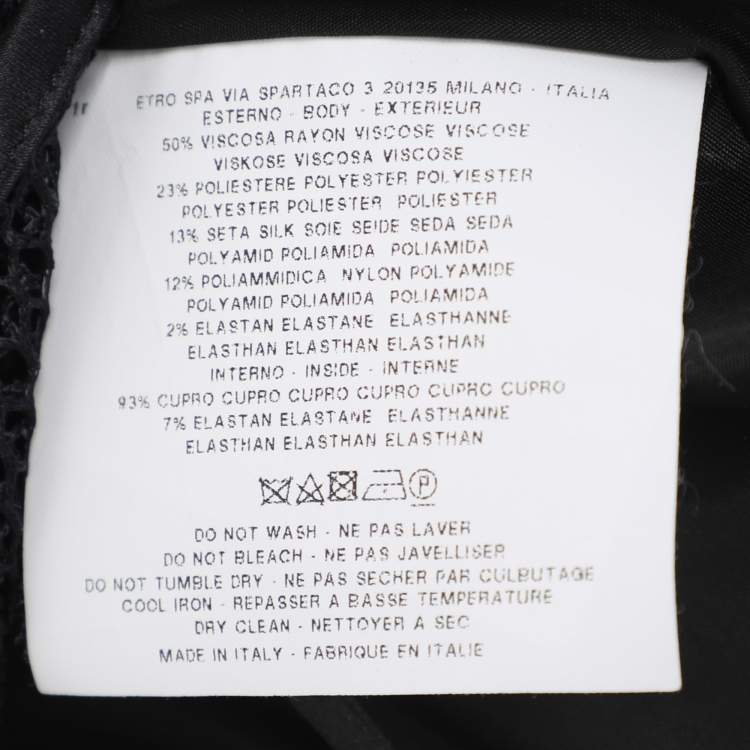 1r
ETRO SPA VIA SPARTACO 3 20135 MILANO - ITALIA
ESTERNO - BODY - EXTERIEUR
50% VISCOSA RAYON VISCOSE VISCOSE
VISKOSE VISCOSA VISCOSE
23% POLIESTERE POLYESTER POLYIESTER
POLYESTER POLIESTER POLIESTER
13% SETA SILK SOIE SEIDE SEDA SEDA
POLYAMID POLIAMIDA POLIAMIDA
12% POLIAMMIDICA NYLON POLYAMIDE
POLYAMID POLIAMIDA POLIAMIDA
2% ELASTAN ELASTANE ELASTHANNE
ELASTHAN ELASTHAN ELASTHAN
INTERNO - INSIDE - INTERNE
93% CUPRO CUPRO CUPRO CUPRO CUPRO CUPRO
7% ELASTAN ELASTANE ELASTHANNE
ELASTHAN ELASTHAN ELASTHAN
P
DO NOT WASH - NE PAS LAVER
DO NOT BLEACH - NE PAS JAVELLISER
DO NOT TUMBLE DRY - NE PAS SECHER PAR CULBUTAGE
COOL IRON - REPASSER A BASSE TEMPERATURE
DRY CLEAN - NETTOYER A SEC
MADE IN ITALY - FABRIQUE EN ITALIE